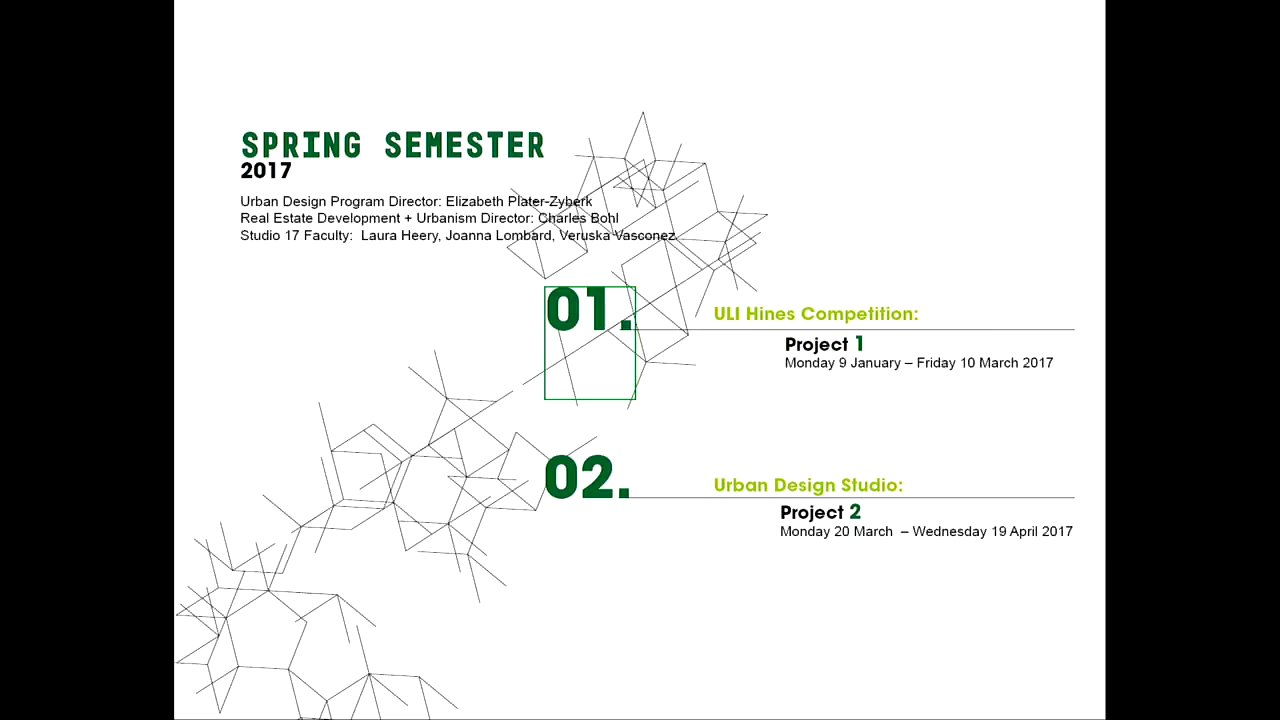 SPRING SEMESTER
2017
Urban Design Program Director: Elizabeth Plater-Zyberk
Real Estate Development + Urbanism Director: Charles Bohl
Studio 17 Faculty:  Laura Heery, Joanna Lombard, Veruska Vasconez
01.
ULI Hines Competition:
Project 1
Monday 9 January – Friday 10 March 2017
02.
Urban Design Studio:
Project 2
Monday 20 March  – Wednesday 19 April 2017